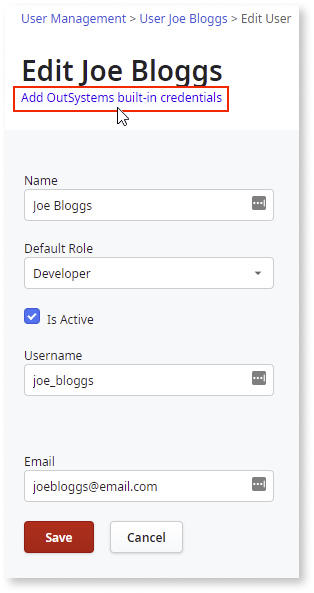 User Management > User Joe Bloggs > Edit User
Edit Joe Bloggs
Add OutSystems built-in credentials
Name
Joe Bloggs
Default Role
Developer
Is Active
Username
joe_bloggs
Email
joebloggs@email.com
Save Cancel